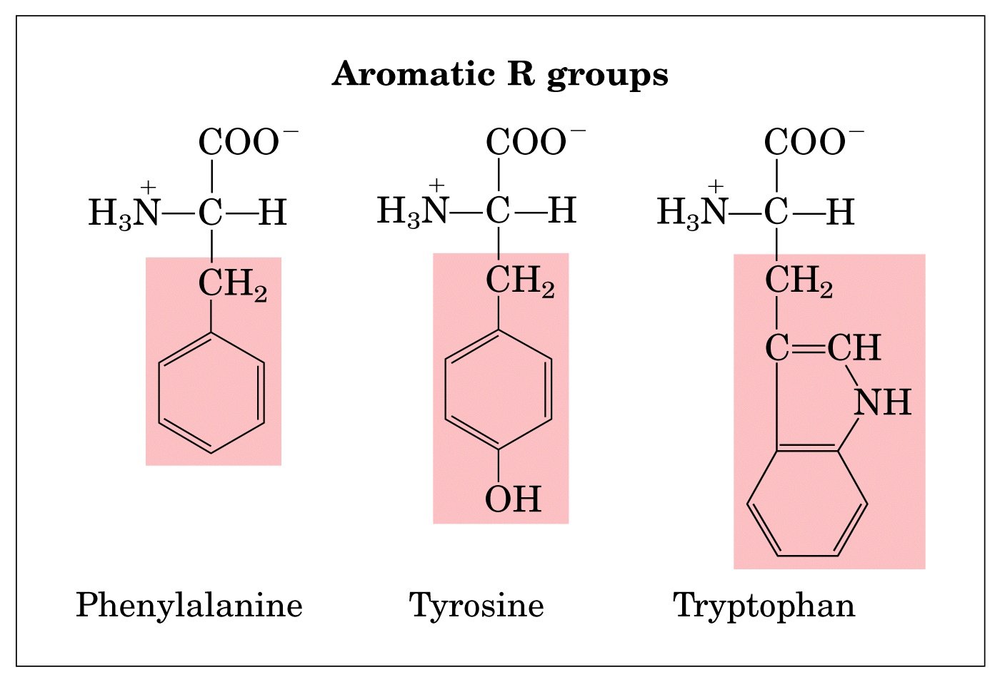 Aromatic R groups
COO⁻ COO⁻ COO⁻
H₃N⁺—C—H H₃N⁺—C—H H₃N⁺—C—H
CH₂ CH₂ CH₂
C=CH
NH
OH
Phenylalanine Tyrosine Tryptophan